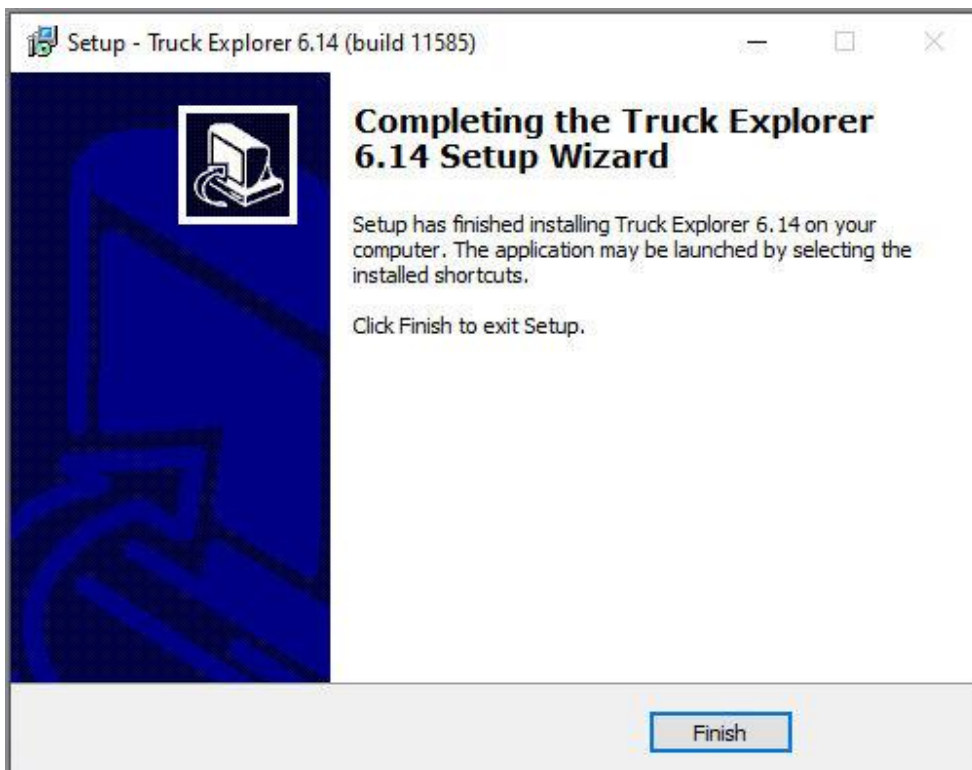 Setup - Truck Explorer 6.14 (build 11585)
Completing the Truck Explorer
6.14 Setup Wizard
Setup has finished installing Truck Explorer 6.14 on your
computer. The application may be launched by selecting the
installed shortcuts.
Click Finish to exit Setup.
Finish